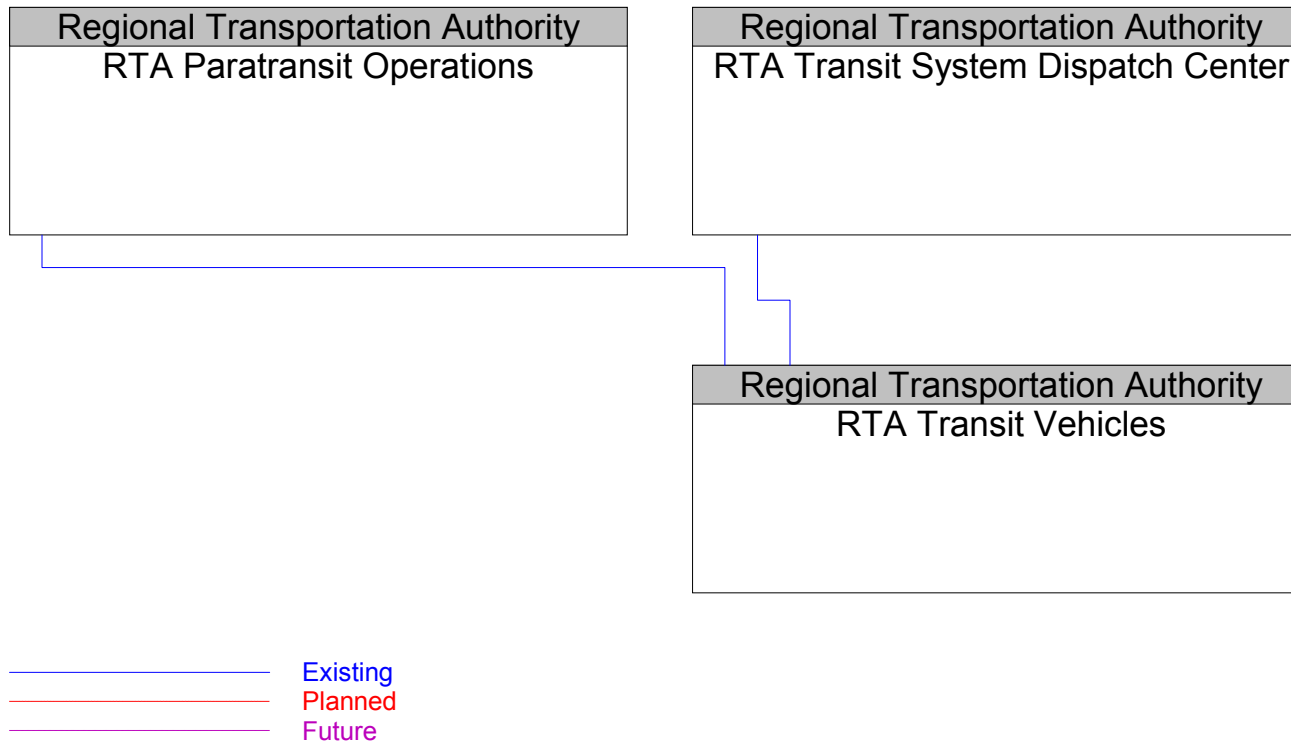 Regional Transportation Authority
RTA Paratransit Operations
Regional Transportation Authority
RTA Transit System Dispatch Center
Regional Transportation Authority
RTA Transit Vehicles
Existing
Planned
Future